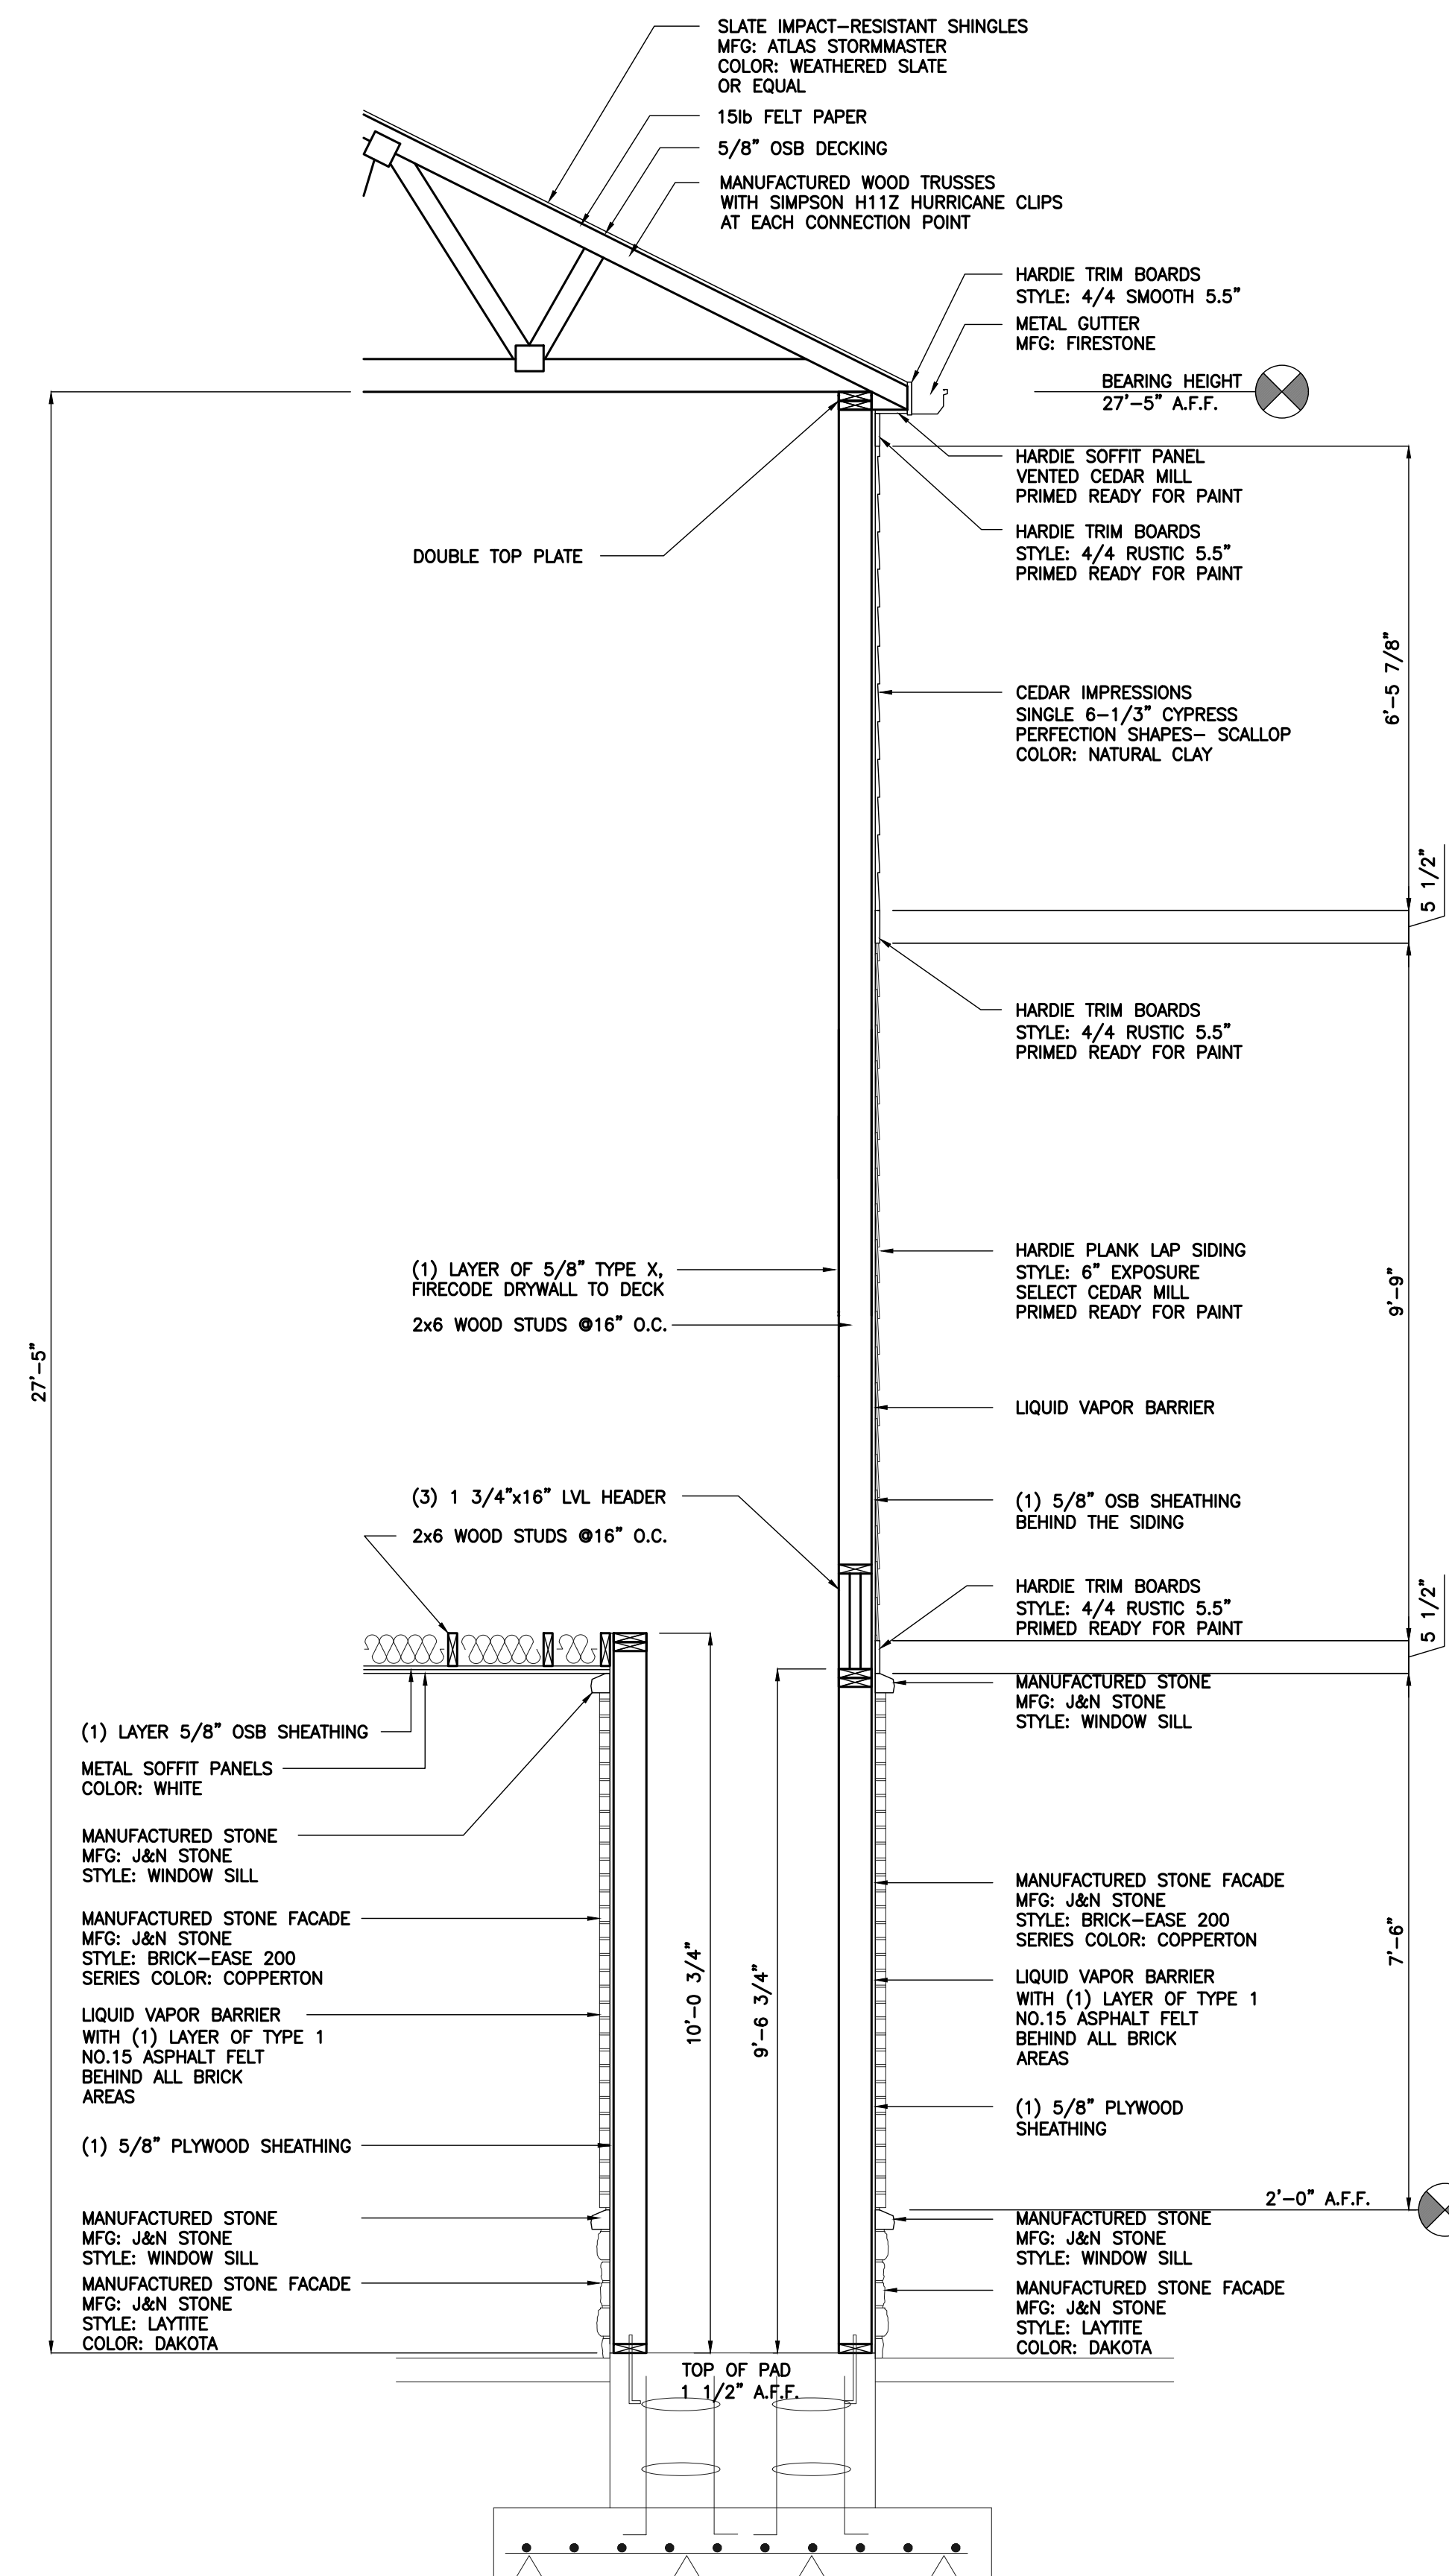 SLATE IMPACT-RESISTANT SHINGLES
MFG: ATLAS STORMMASTER
COLOR: WEATHERED SLATE
OR EQUAL
15lb FELT PAPER
5/8" OSB DECKING
MANUFACTURED WOOD TRUSSES
WITH SIMPSON H11Z HURRICANE CLIPS
AT EACH CONNECTION POINT
HARDIE TRIM BOARDS
STYLE: 4/4 SMOOTH 5.5"
METAL GUTTER
MFG: FIRESTONE
BEARING HEIGHT
27'-5" A.F.F.
HARDIE SOFFIT PANEL
VENTED CEDAR MILL
PRIMED READY FOR PAINT
HARDIE TRIM BOARDS
STYLE: 4/4 RUSTIC 5.5"
PRIMED READY FOR PAINT
DOUBLE TOP PLATE
6'-5 7/8"
CEDAR IMPRESSIONS
SINGLE 6-1/3" CYPRESS
PERFECTION SHAPES- SCALLOP
COLOR: NATURAL CLAY
5 1/2"
HARDIE TRIM BOARDS
STYLE: 4/4 RUSTIC 5.5"
PRIMED READY FOR PAINT
(1) LAYER OF 5/8" TYPE X,
FIRECODE DRYWALL TO DECK
2x6 WOOD STUDS @16" O.C.
HARDIE PLANK LAP SIDING
STYLE: 6" EXPOSURE
SELECT CEDAR MILL
PRIMED READY FOR PAINT
9'-9"
27'-5"
LIQUID VAPOR BARRIER
(3) 1 3/4"x16" LVL HEADER
2x6 WOOD STUDS @16" O.C.
(1) 5/8" OSB SHEATHING
BEHIND THE SIDING
HARDIE TRIM BOARDS
STYLE: 4/4 RUSTIC 5.5"
PRIMED READY FOR PAINT
5 1/2"
MANUFACTURED STONE
MFG: J&N STONE
STYLE: WINDOW SILL
(1) LAYER 5/8" OSB SHEATHING
METAL SOFFIT PANELS
COLOR: WHITE
MANUFACTURED STONE
MFG: J&N STONE
STYLE: WINDOW SILL
MANUFACTURED STONE FACADE
MFG: J&N STONE
STYLE: BRICK-EASE 200
SERIES COLOR: COPPERTON
LIQUID VAPOR BARRIER
WITH (1) LAYER OF TYPE 1
NO.15 ASPHALT FELT
BEHIND ALL BRICK
AREAS
(1) 5/8" PLYWOOD SHEATHING
MANUFACTURED STONE
MFG: J&N STONE
STYLE: WINDOW SILL
MANUFACTURED STONE FACADE
MFG: J&N STONE
STYLE: LAYTITE
COLOR: DAKOTA
10'-0 3/4"
9'-6 3/4"
TOP OF PAD
1 1/2" A.F.F.
MANUFACTURED STONE FACADE
MFG: J&N STONE
STYLE: BRICK-EASE 200
SERIES COLOR: COPPERTON
7'-6"
LIQUID VAPOR BARRIER
WITH (1) LAYER OF TYPE 1
NO.15 ASPHALT FELT
BEHIND ALL BRICK
AREAS
(1) 5/8" PLYWOOD
SHEATHING
2'-0" A.F.F.
MANUFACTURED STONE
MFG: J&N STONE
STYLE: WINDOW SILL
MANUFACTURED STONE FACADE
MFG: J&N STONE
STYLE: LAYTITE
COLOR: DAKOTA